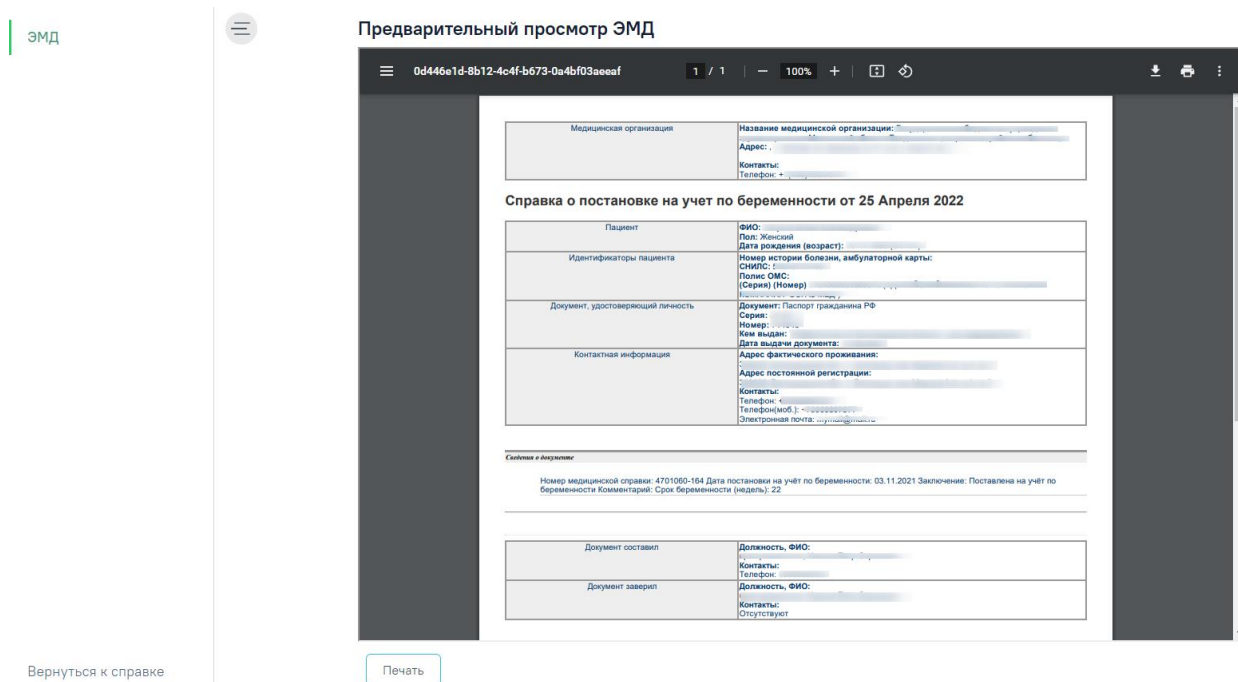 ЭМД
Предварительный просмотр ЭМД
0d446e1d-8b12-4c4f-b673-0a4bf03aeeaf 1 / 1 100%
Медицинская организация
Название медицинской организации:
Адрес: ,
Контакты:
Телефон: +
Справка о постановке на учет по беременности от 25 Апреля 2022
Пациент
ФИО:
Пол: Женский
Дата рождения (возраст):
Идентификаторы пациента
Номер истории болезни, амбулаторной карты:
СНИЛС:
Полис ОМС:
(Серия) (Номер)
Документ, удостоверяющий личность
Документ: Паспорт гражданина РФ
Серия:
Номер:
Кем выдан:
Дата выдачи документа:
Контактная информация
Адрес фактического проживания:
Адрес постоянной регистрации:
Контакты:
Телефон: +
Телефон(моб.):
Электронная почта:
Сведения о документе
Номер медицинской справки: 4701060-164 Дата постановки на учёт по беременности: 03.11.2021 Заключение: Поставлена на учёт по
беременности Комментарий: Срок беременности (недель): 22
Документ составил
Должность, ФИО:
Контакты:
Телефон:
Документ заверил
Должность, ФИО:
Контакты:
Отсутствуют
Вернуться к справке
Печать